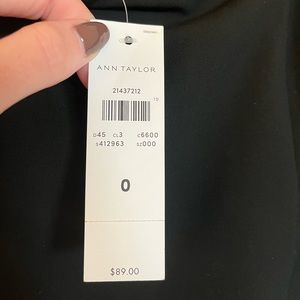 ANN TAYLOR
21437212
D45 CL3 C6600
S412963 SZ000
0
$89.00